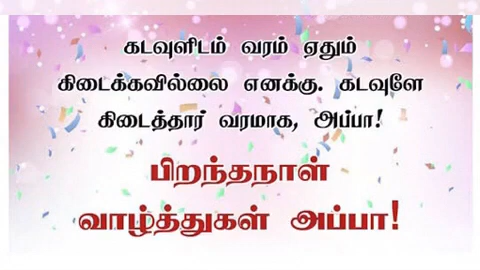 கடவுளிடம் வரம் ஏதும்
கிடைக்கவில்லை எனக்கு. கடவுளே
கிடைத்தார் வரமாக, அப்பா!
பிறந்தநாள்
வாழ்த்துகள் அப்பா!